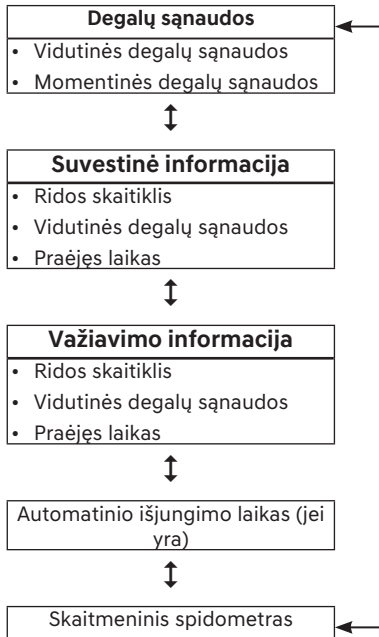 Degalų sąnaudos
• Vidutinės degalų sąnaudos
• Momentinės degalų sąnaudos
Suvestinė informacija
• Ridos skaitiklis
• Vidutinės degalų sąnaudos
• Praėjęs laikas
Važiavimo informacija
• Ridos skaitiklis
• Vidutinės degalų sąnaudos
• Praėjęs laikas
Automatinio išjungimo laikas (jei
yra)
Skaitmeninis spidometras